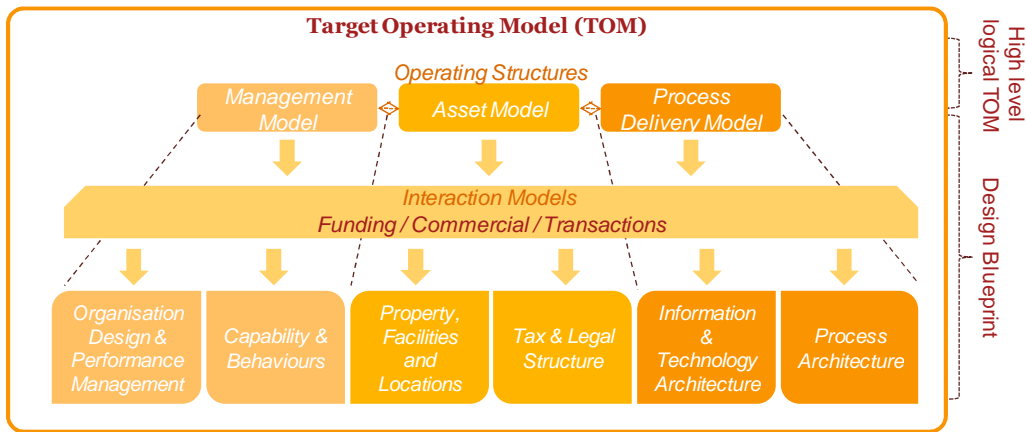 Target Operating Model (TOM)
Operating Structures
Management
Model
Asset Model
Process
Delivery Model
Interaction Models
Funding / Commercial / Transactions
Organisation
Design &
Performance
Management
Capability &
Behaviours
Property,
Facilities
and
Locations
Tax & Legal
Structure
Information
&
Technology
Architecture
Process
Architecture
High level
logical TOM
Design Blueprint